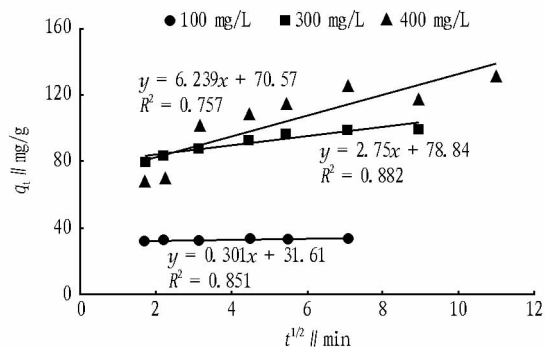 100 mg/L 300 mg/L 400 mg/L
160
120
80
40
0
qt // mg/g
y = 6.239x + 70.57
R² = 0.757
y = 2.75x + 78.84
R² = 0.882
y = 0.301x + 31.61
R² = 0.851
0 2 4 6 8 10 12
t^1/2 // min